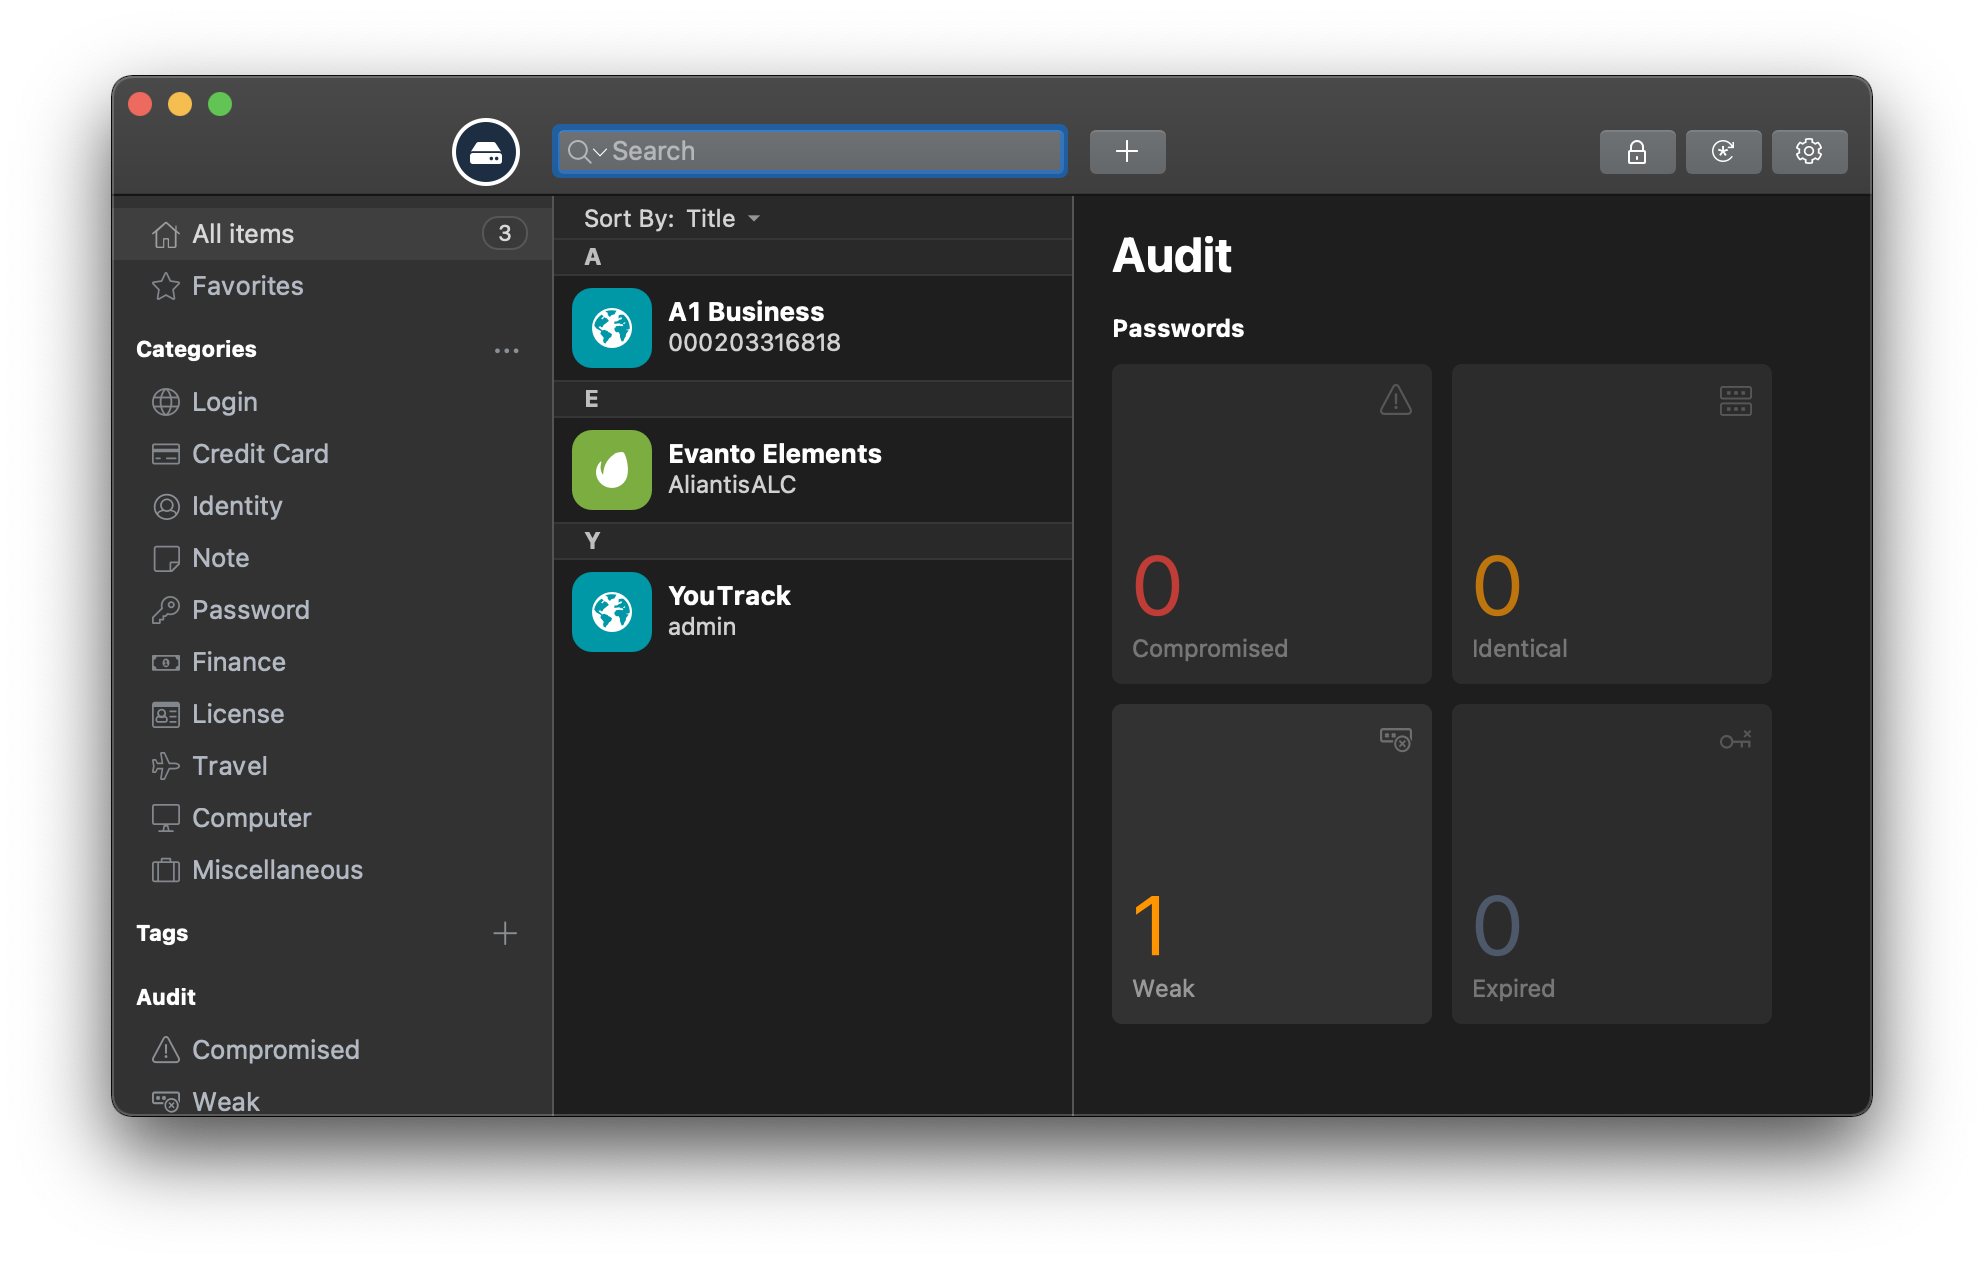 Search
All items 3
Favorites
Categories
Login
Credit Card
Identity
Note
Password
Finance
License
Travel
Computer
Miscellaneous
Tags
Audit
Compromised
Weak
Sort By: Title
A
A1 Business
000203316818
E
Evanto Elements
AliantisALC
Y
YouTrack
admin
Audit
Passwords
0
Compromised
0
Identical
1
Weak
0
Expired